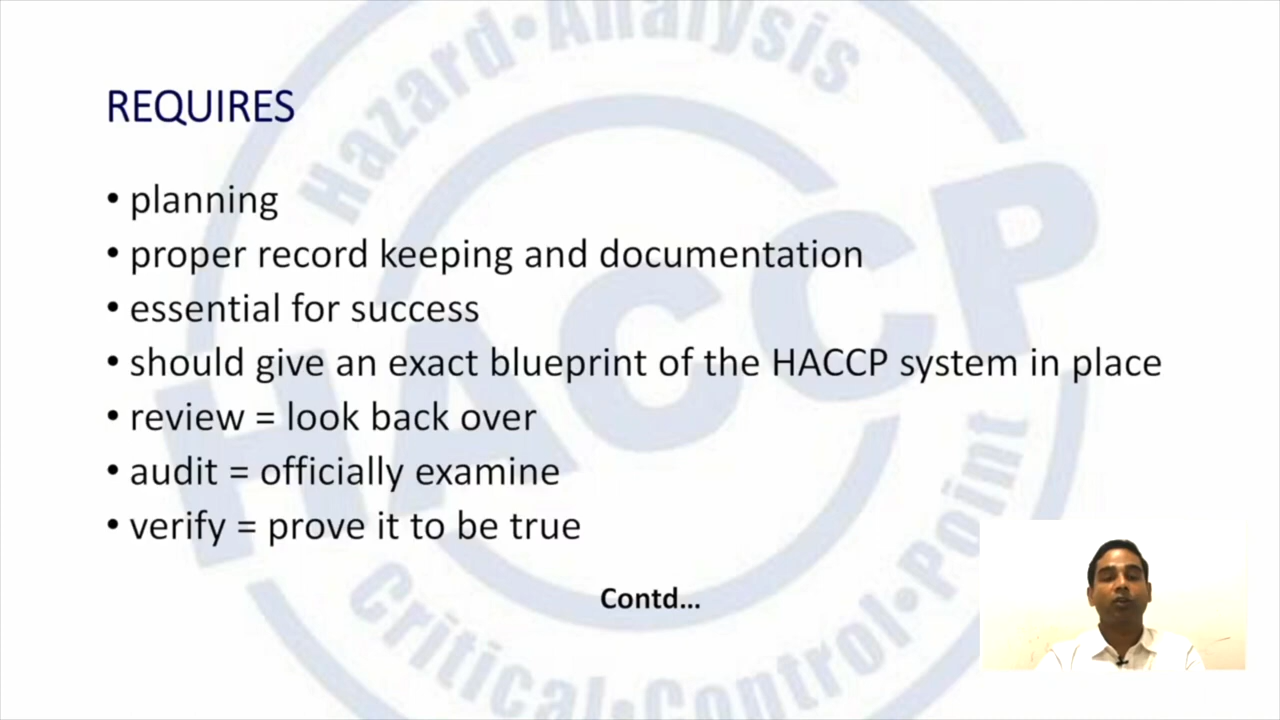 Hazard•Analysis
REQUIRES
• planning
• proper record keeping and documentation
• essential for success
• should give an exact blueprint of the HACCP system in place
• review = look back over
• audit = officially examine
• verify = prove it to be true
HACCP
Contd...
Critical•Control•Point